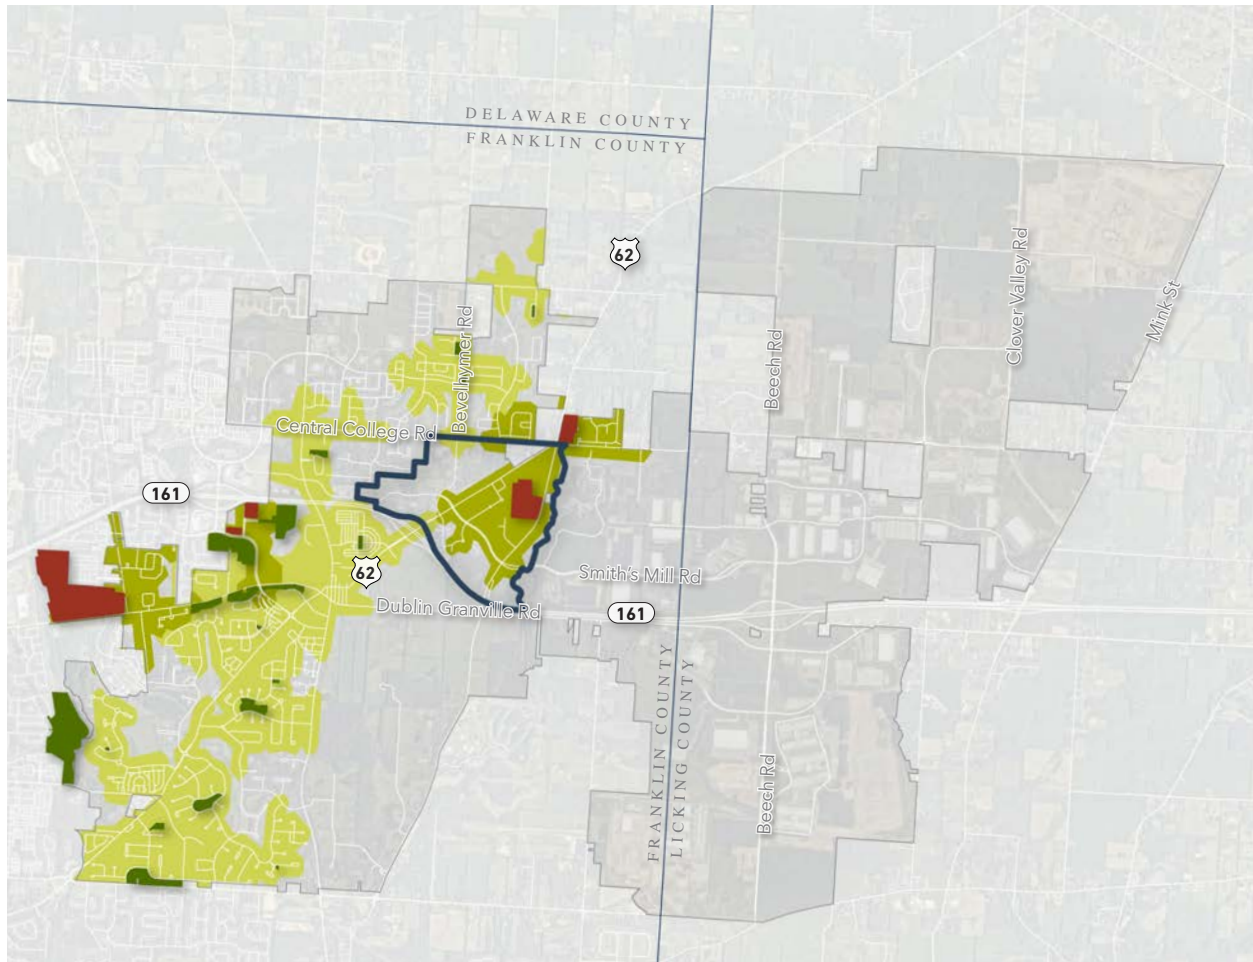 DELAWARE COUNTY
FRANKLIN COUNTY
62
Clover Valley Rd
Mink St
Bevelhymer Rd
Beech Rd
Central College Rd
161
62
Smith's Mill Rd
Dublin Granville Rd
161
FRANKLIN COUNTY
LICKING COUNTY
Beech Rd